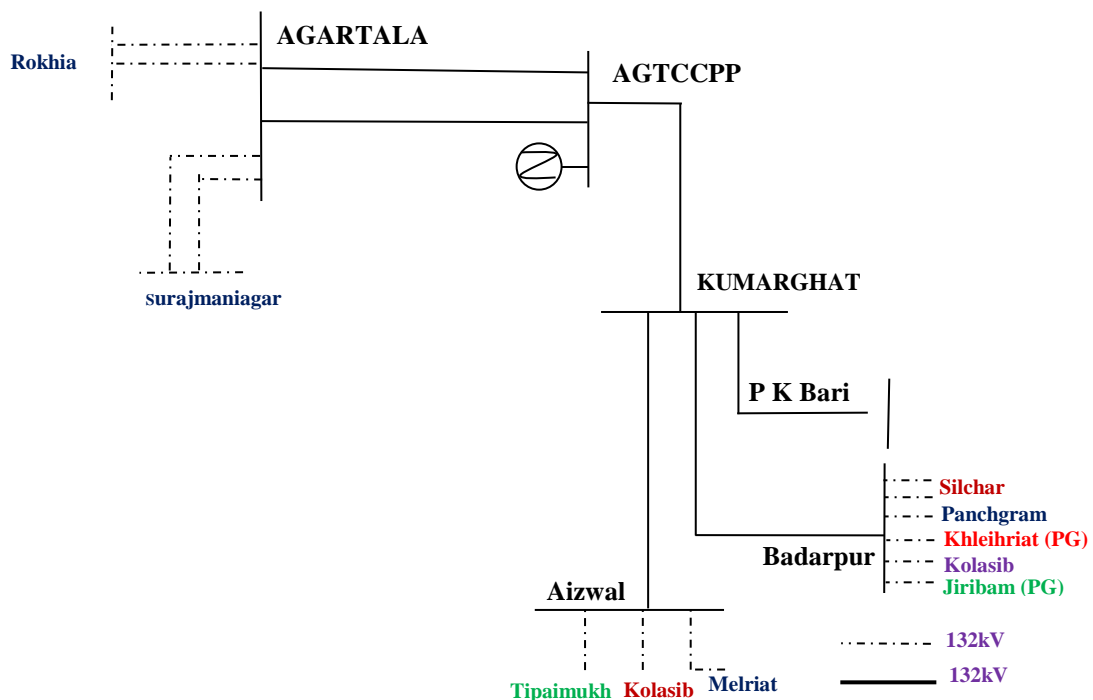 AGARTALA
Rokhia
AGTCCPP
surajmaniagar
KUMARGHAT
P K Bari
Silchar
Panchgram
Khleihriat (PG)
Badarpur
Kolasib
Jiribam (PG)
Aizwal
132kV
132kV
Tipaimukh
Kolasib
Melriat